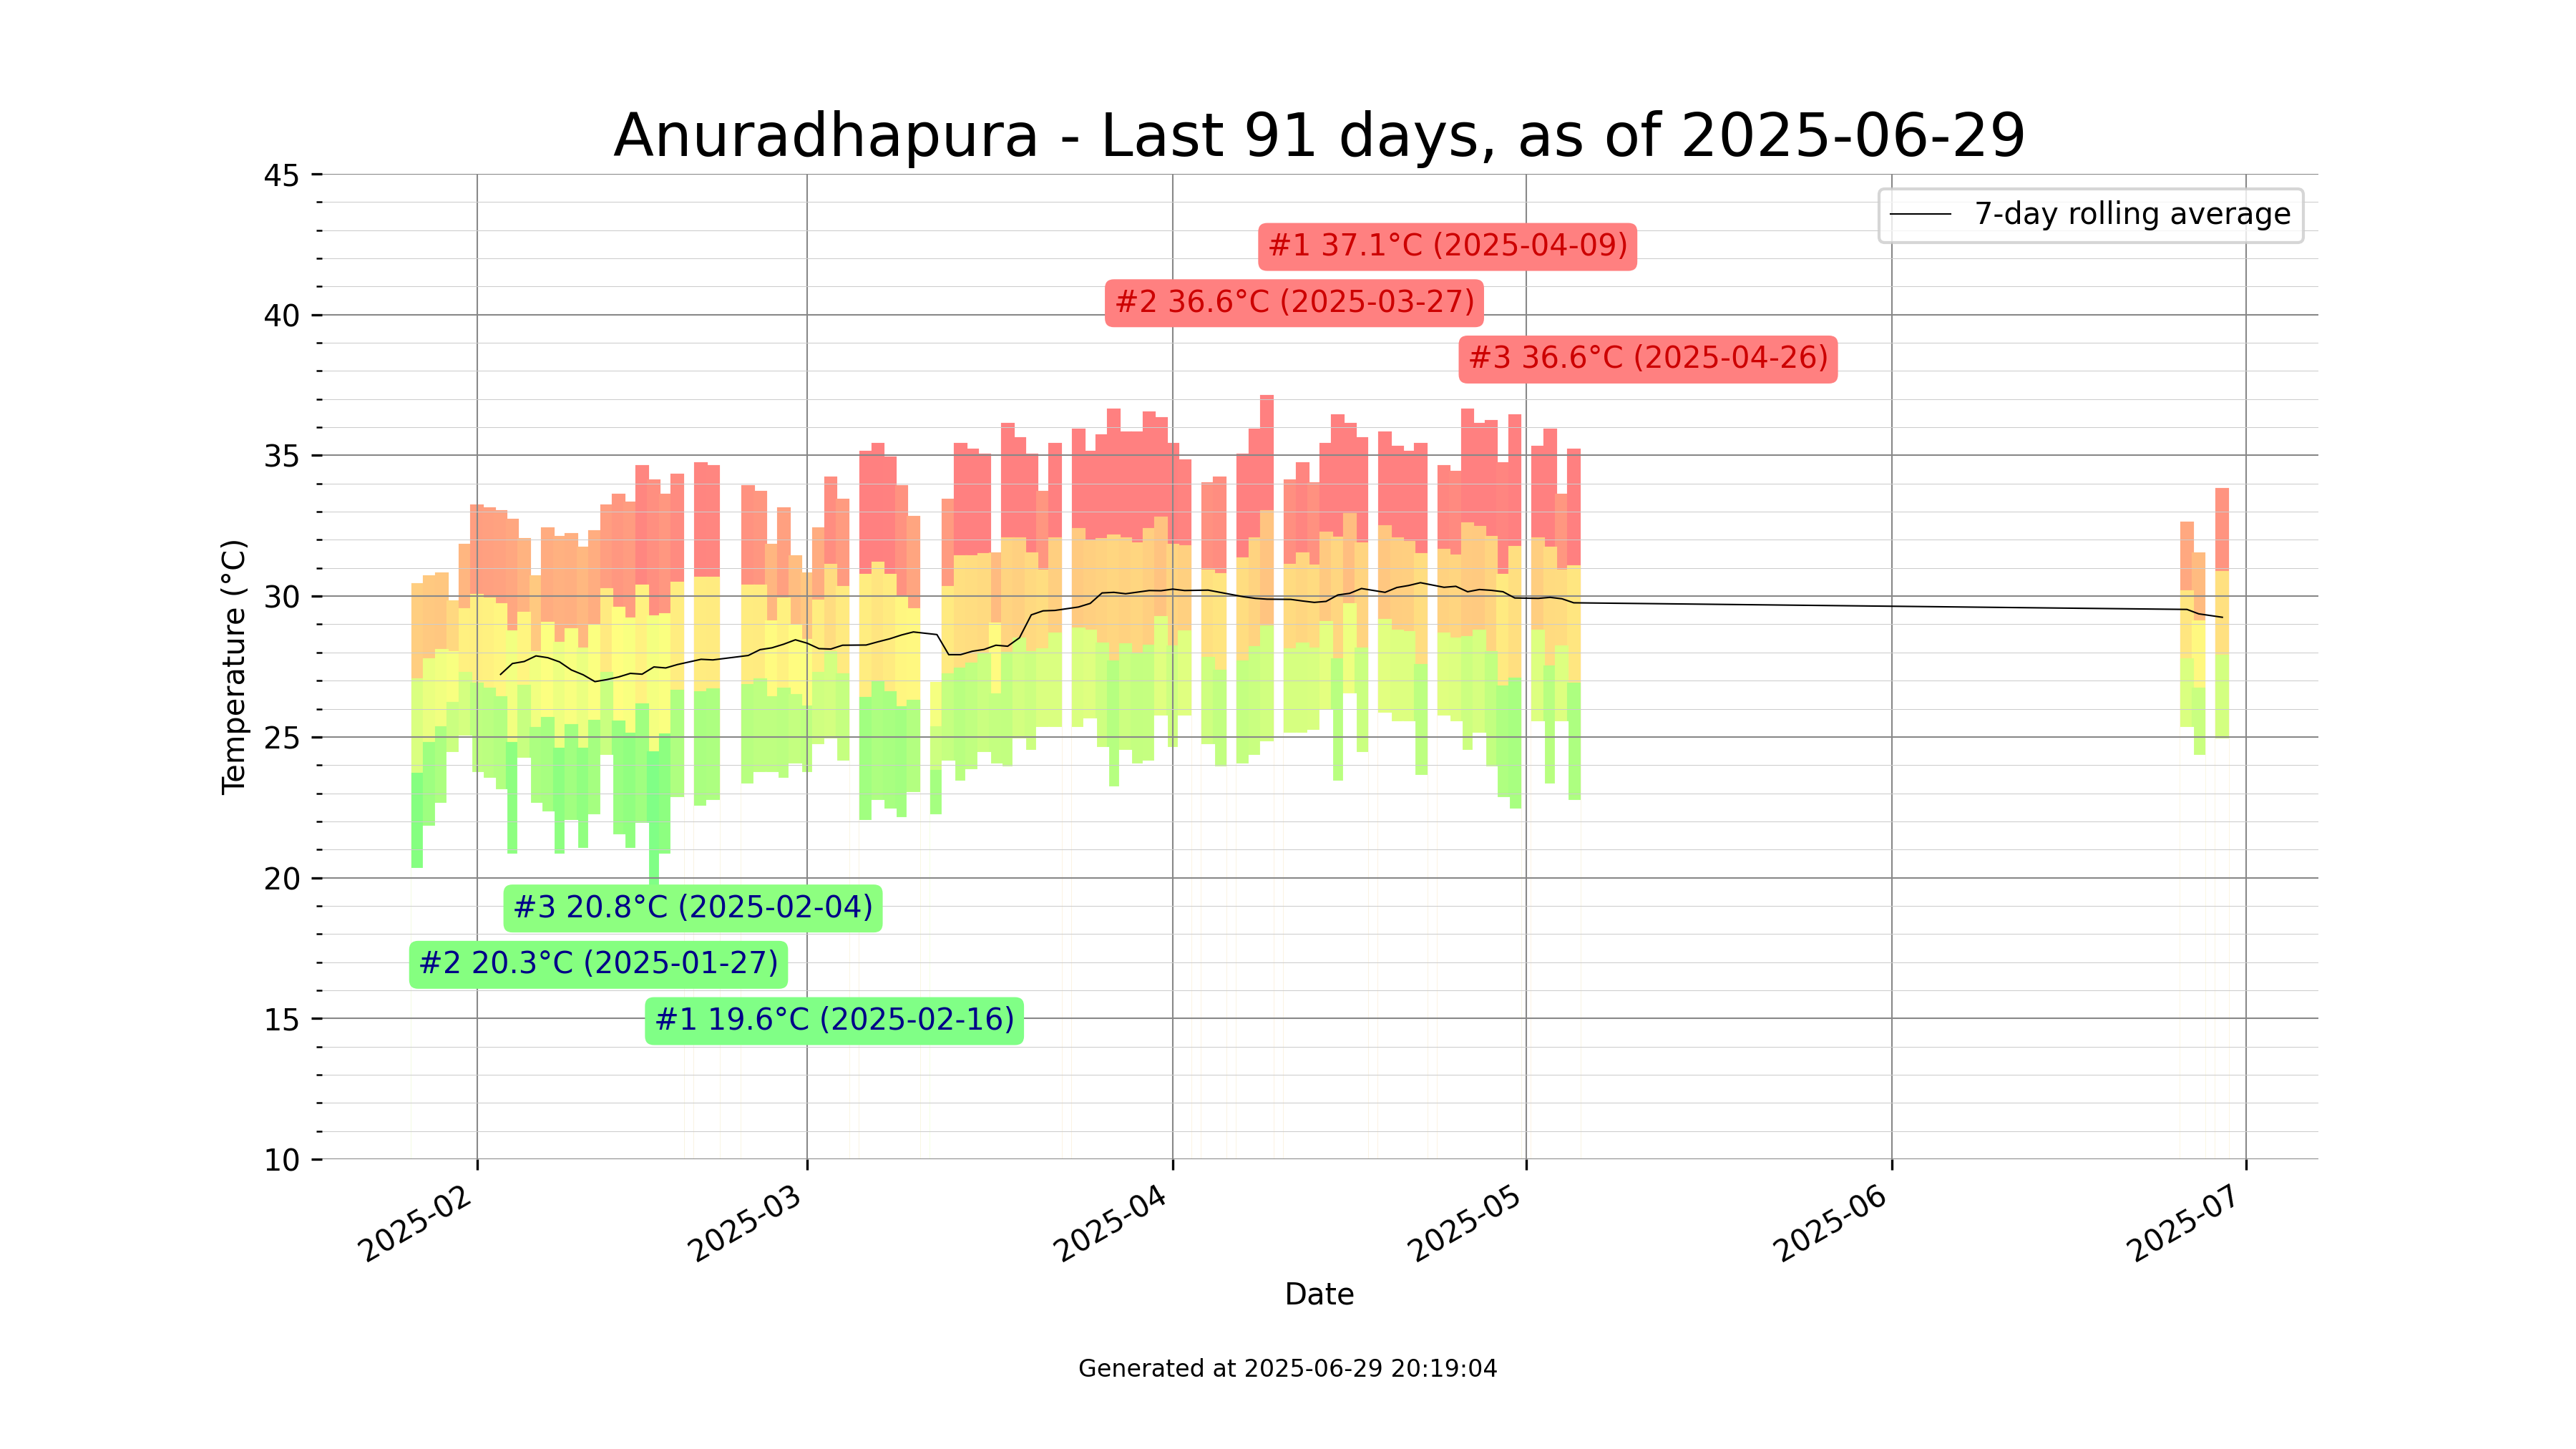 Anuradhapura - Last 91 days, as of 2025-06-29
7-day rolling average
#1 37.1°C (2025-04-09)
#2 36.6°C (2025-03-27)
#3 36.6°C (2025-04-26)
#3 20.8°C (2025-02-04)
#2 20.3°C (2025-01-27)
#1 19.6°C (2025-02-16)
Temperature (°C)
45
40
35
30
25
20
15
10
2025-02
2025-03
2025-04
2025-05
2025-06
2025-07
Date
Generated at 2025-06-29 20:19:04